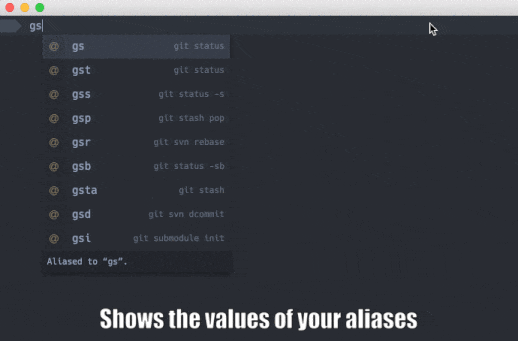 gs
@ gs git status
@ gst git status
@ gss git status -s
@ gsp git stash pop
@ gsr git svn rebase
@ gsb git status -sb
@ gsta git stash
@ gsd git svn dcommit
@ gsi git submodule init
Aliased to “gs”.
Shows the values of your aliases